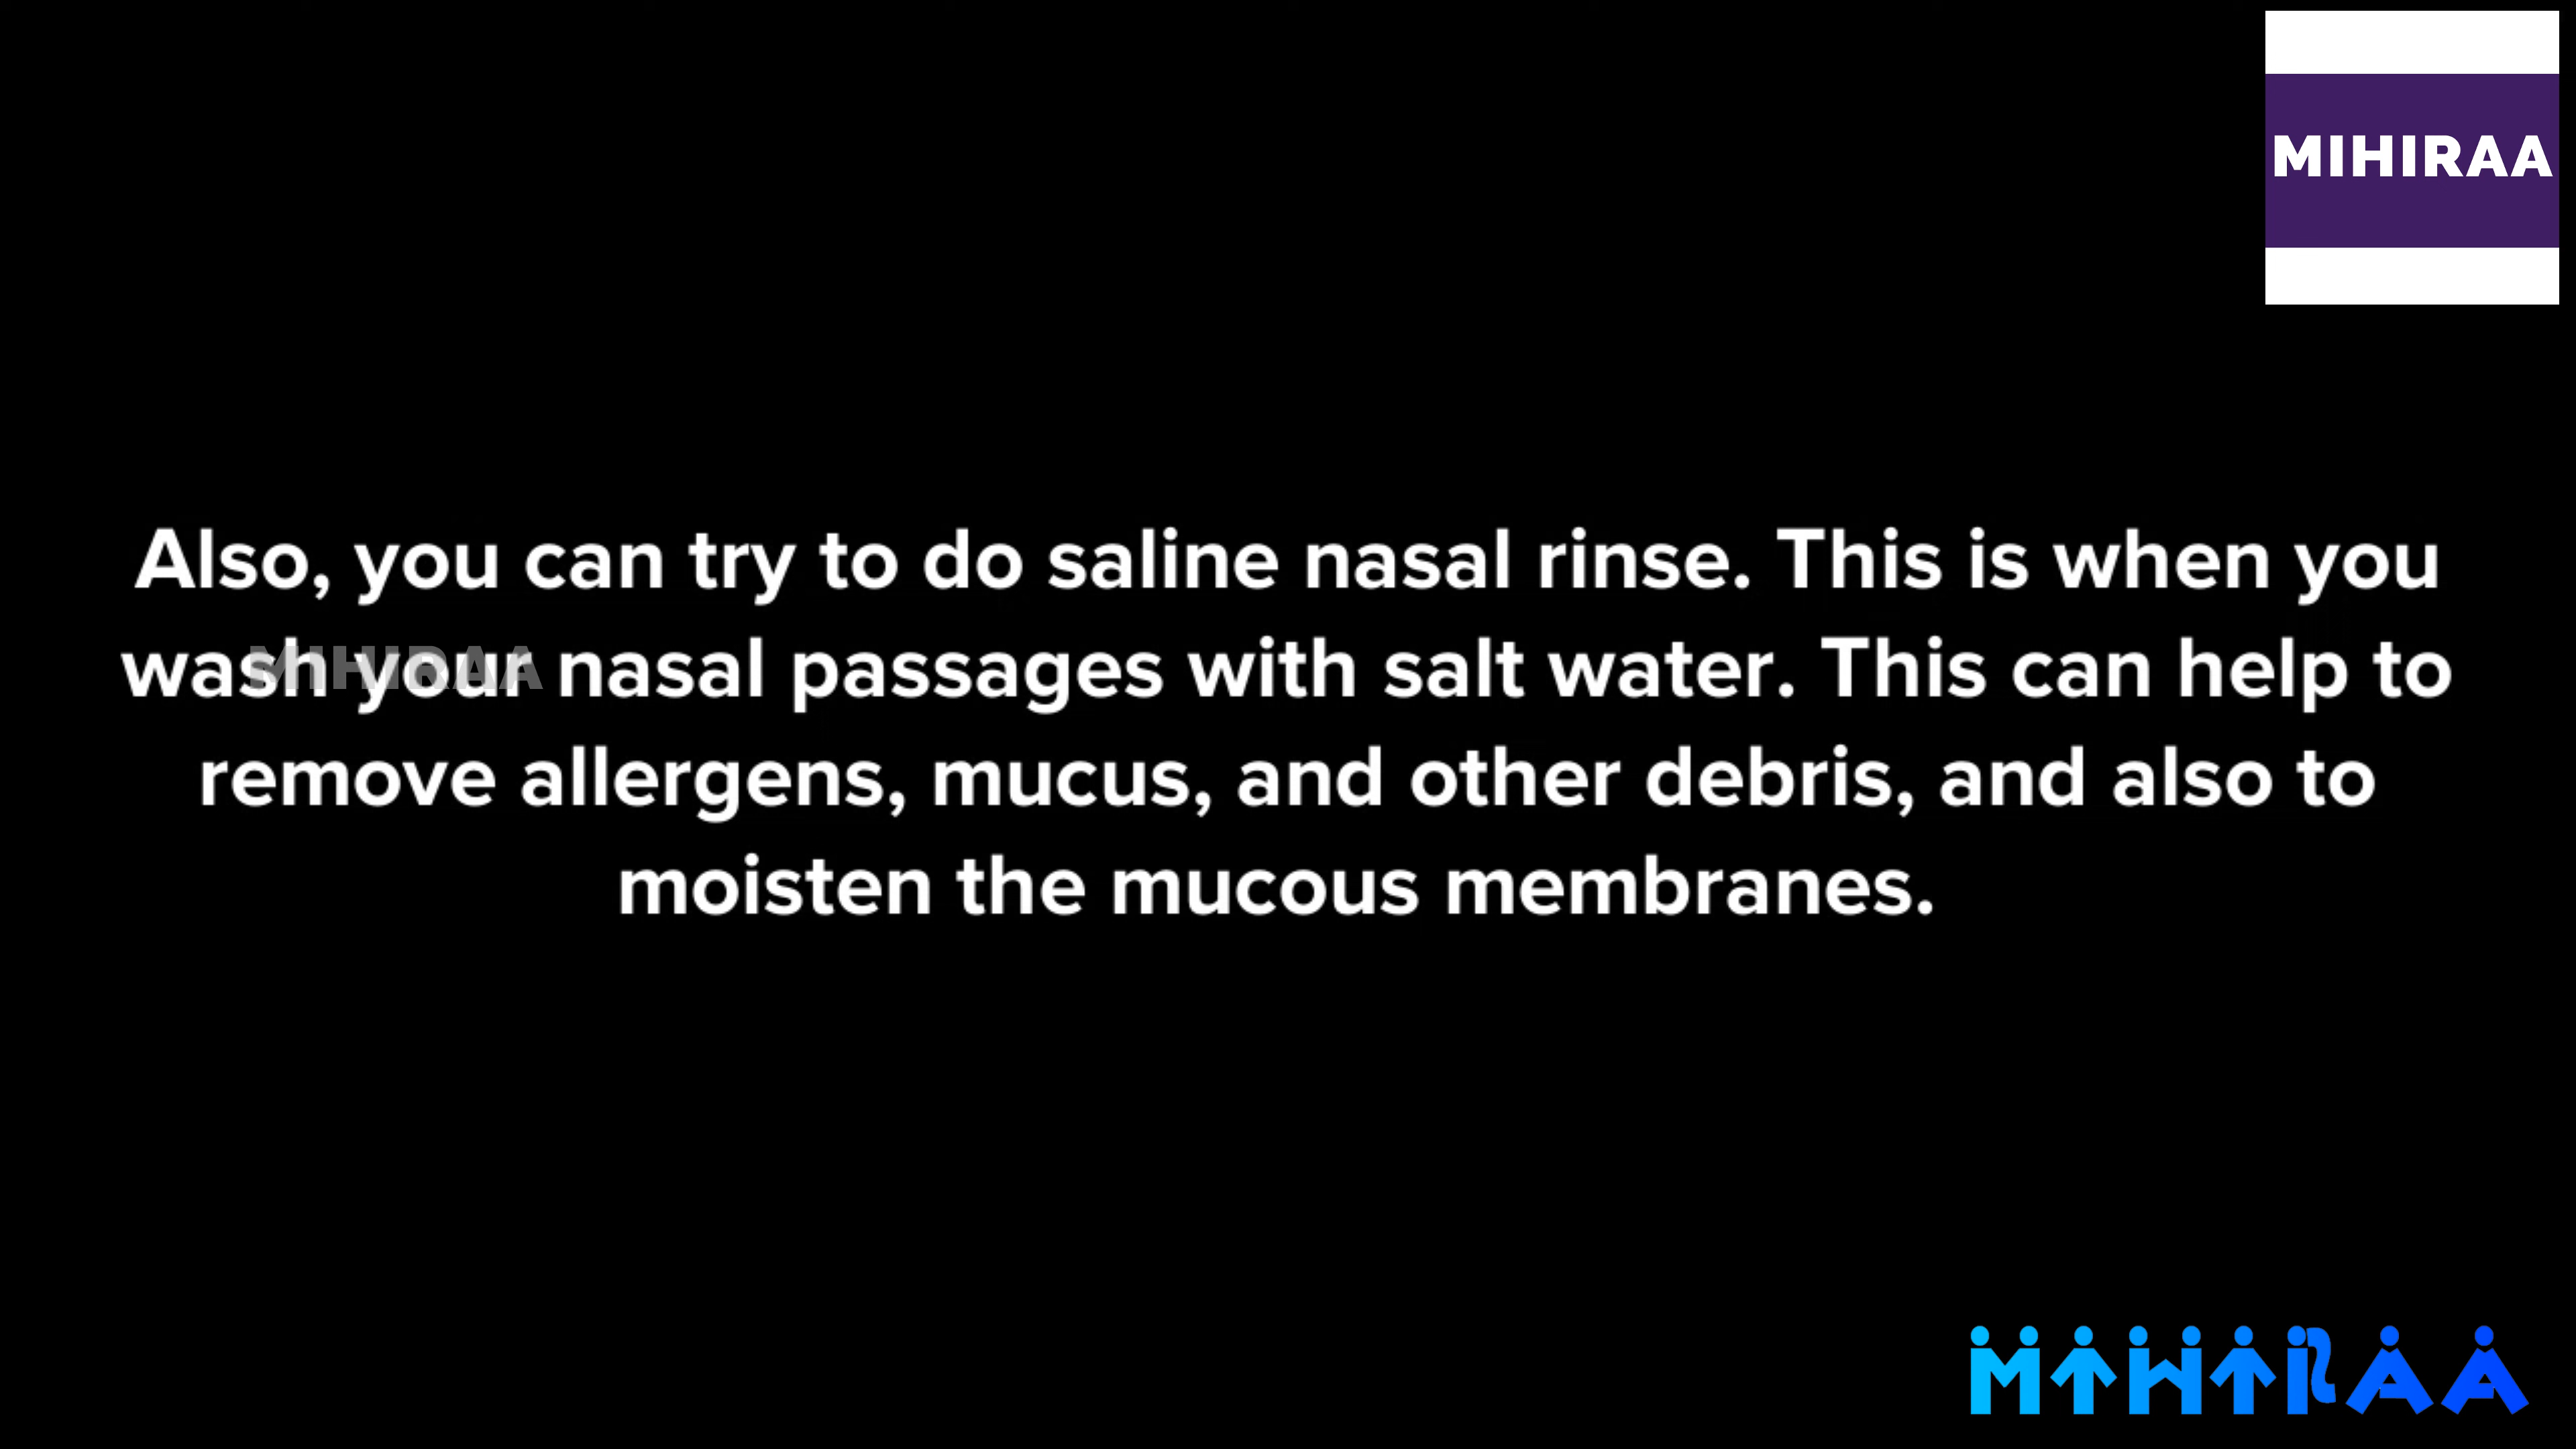 MIHIRAA
Also, you can try to do saline nasal rinse. This is when you
wash your nasal passages with salt water. This can help to
MIHIRAA
remove allergens, mucus, and other debris, and also to
moisten the mucous membranes.
MIHIRAA